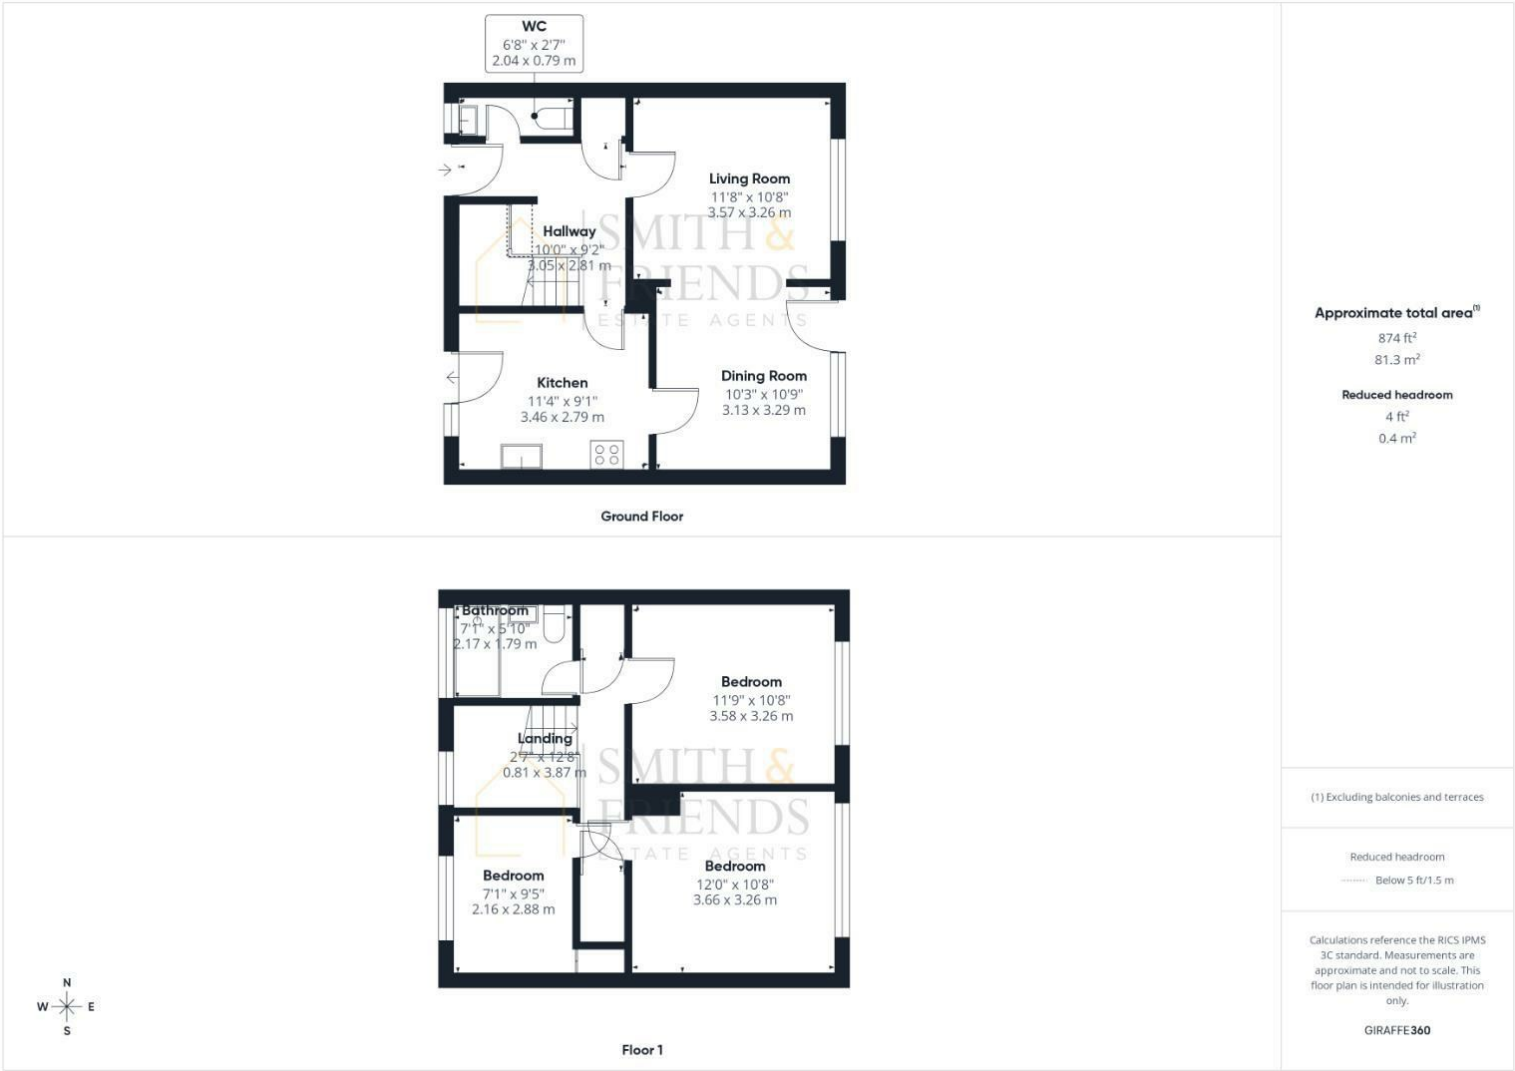 WC
6'8" x 2'7"
2.04 x 0.79 m
Living Room
11'8" x 10'8"
3.57 x 3.26 m
Hallway
10'0" x 9'2"
3.05 x 2.81 m
SMITH &
FRIENDS
ESTATE AGENTS
Kitchen
11'4" x 9'1"
3.46 x 2.79 m
Dining Room
10'3" x 10'9"
3.13 x 3.29 m
Ground Floor
Bathroom
7'1" x 5'10"
2.17 x 1.79 m
Bedroom
11'9" x 10'8"
3.58 x 3.26 m
Landing
2'7" x 12'8"
0.81 x 3.87 m
SMITH &
FRIENDS
ESTATE AGENTS
Bedroom
7'1" x 9'5"
2.16 x 2.88 m
Bedroom
12'0" x 10'8"
3.66 x 3.26 m
N
W E
S
Floor 1
Approximate total area(1)
874 ft²
81.3 m²
Reduced headroom
4 ft²
0.4 m²
(1) Excluding balconies and terraces
Reduced headroom
Below 5 ft/1.5 m
Calculations reference the RICS IPMS
3C standard. Measurements are
approximate and not to scale. This
floor plan is intended for illustration
only.
GIRAFFE360